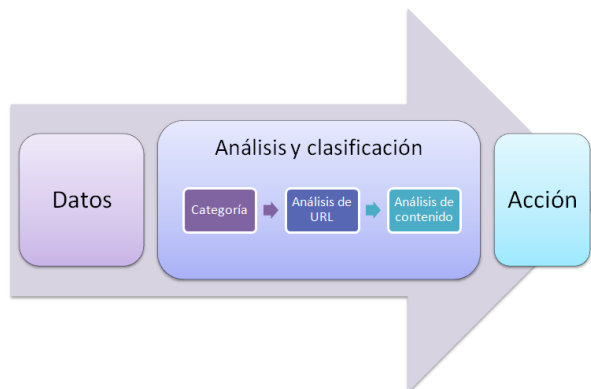 Análisis y clasificación
Datos
Categoría
Análisis de
URL
Análisis de
contenido
Acción